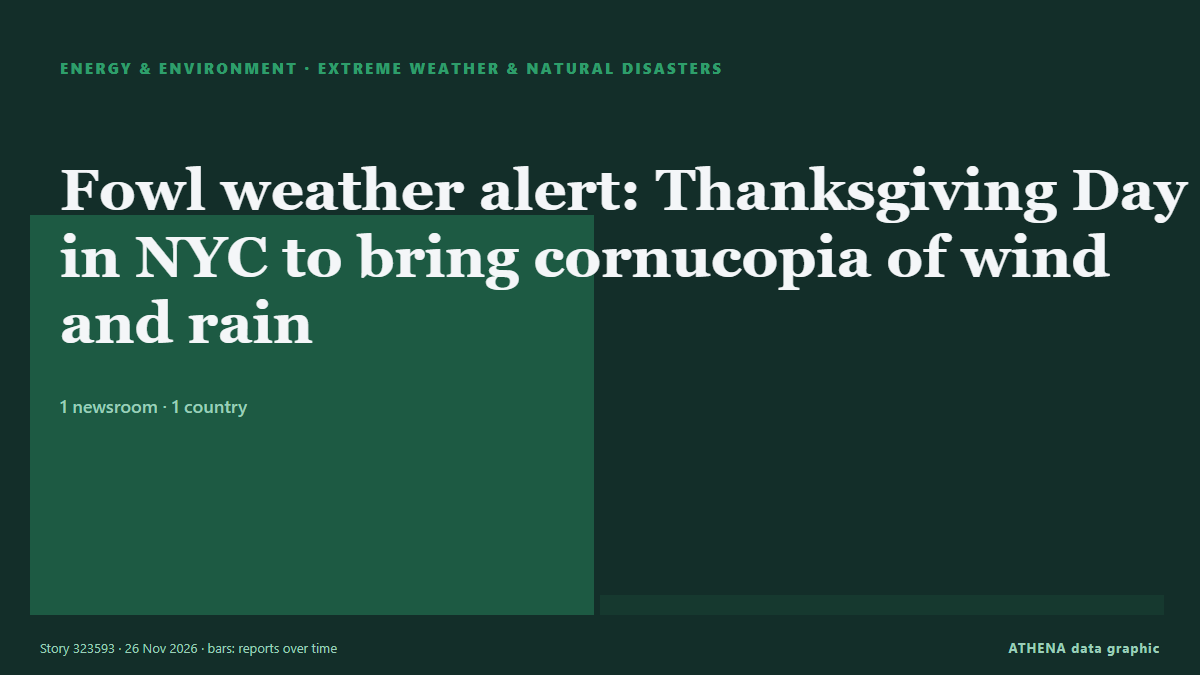 ENERGY & ENVIRONMENT · EXTREME WEATHER & NATURAL DISASTERS
Fowl weather alert: Thanksgiving Day
in NYC to bring cornucopia of wind
and rain
1 newsroom · 1 country
Story 323593 · 26 Nov 2026 · bars: reports over time
ATHENA data graphic